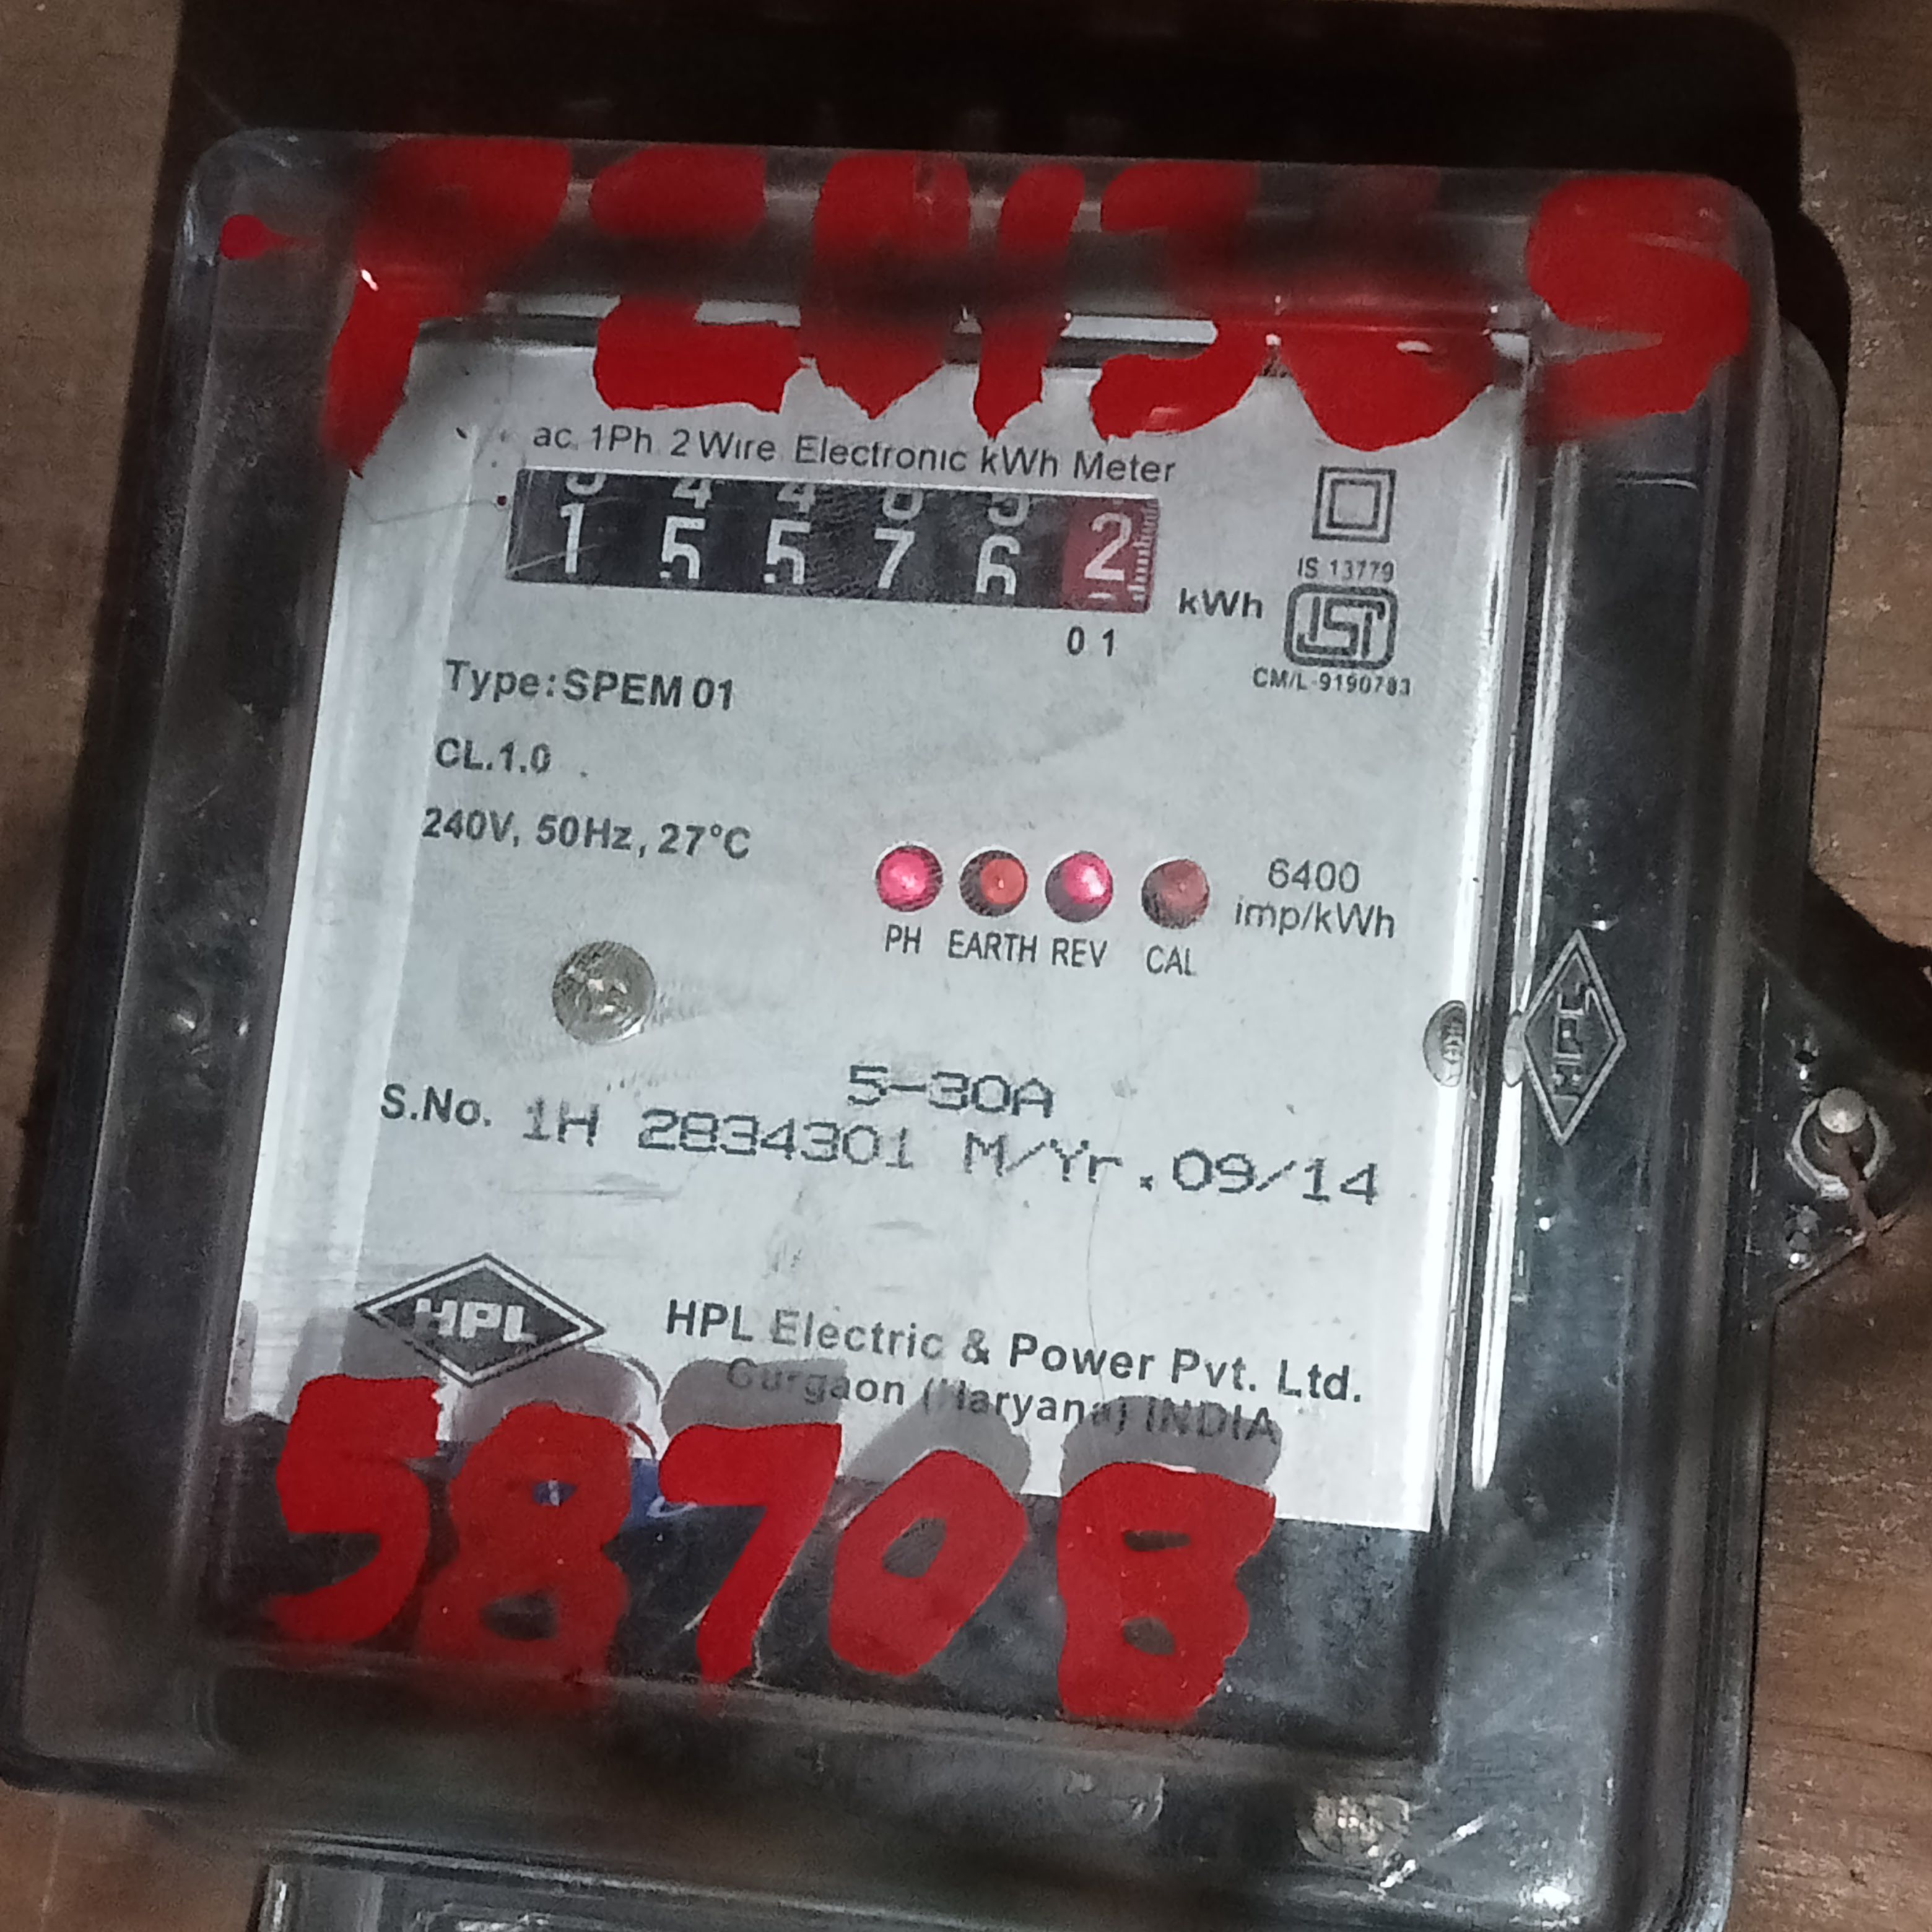 ac 1Ph 2 Wire Electronic kWh Meter
1 5 5 7 6 2
kWh
0 1
IS 13779
ISI
CM/L-9190783
Type: SPEM 01
CL.1.0
240V, 50Hz, 27°C
PH EARTH REV CAL
6400
imp/kWh
5-30A
S.No. 1H 2834301 M/Yr. 09/14
HPL
HPL
HPL Electric & Power Pvt. Ltd.
Gurgaon (Haryana) INDIA
58708